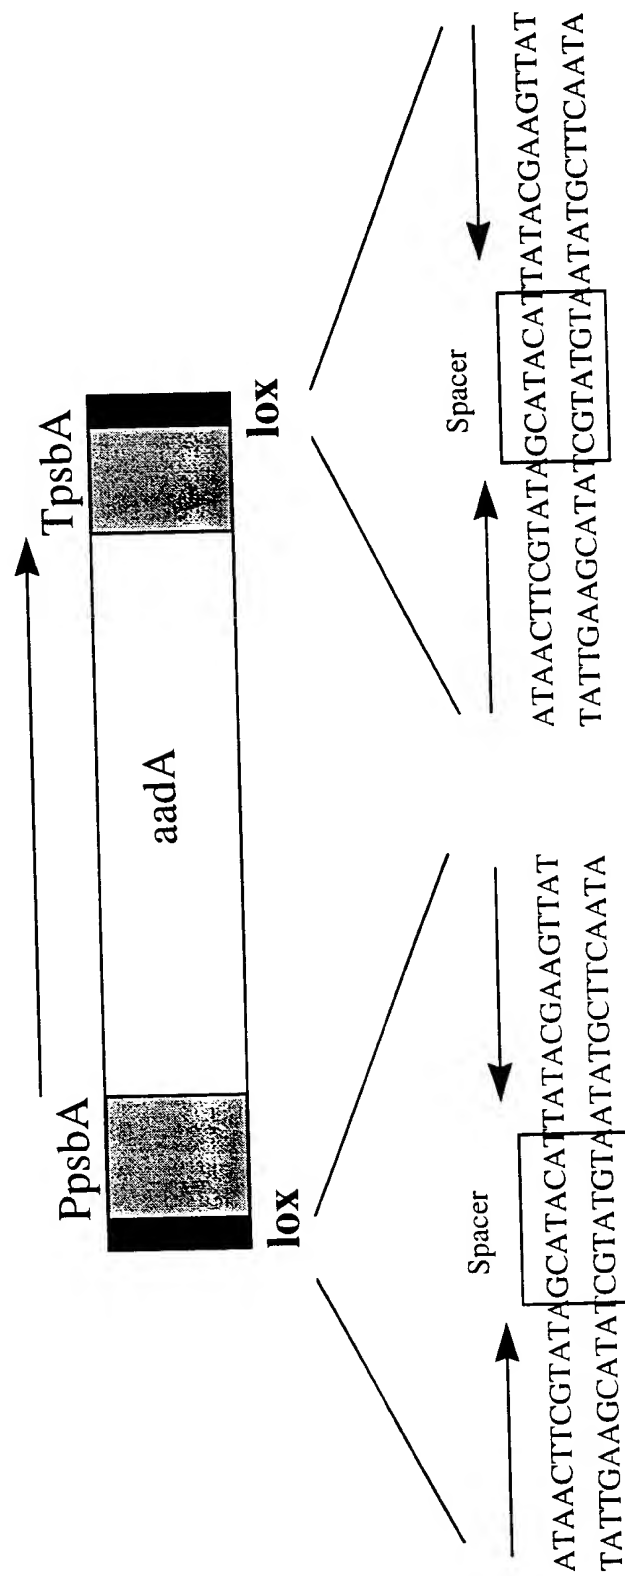 PpsbA
aadA
TpsbA
lox
lox
Spacer
ATAACTTCGTATAGCATACATTATACGAAGTTAT
TATTGAAGCATATCGTATGTAATATGCTTCAATA
Spacer
ATAACTTCGTATAGCATACATTATACGAAGTTAT
TATTGAAGCATATCGTATGTAATATGCTTCAATA